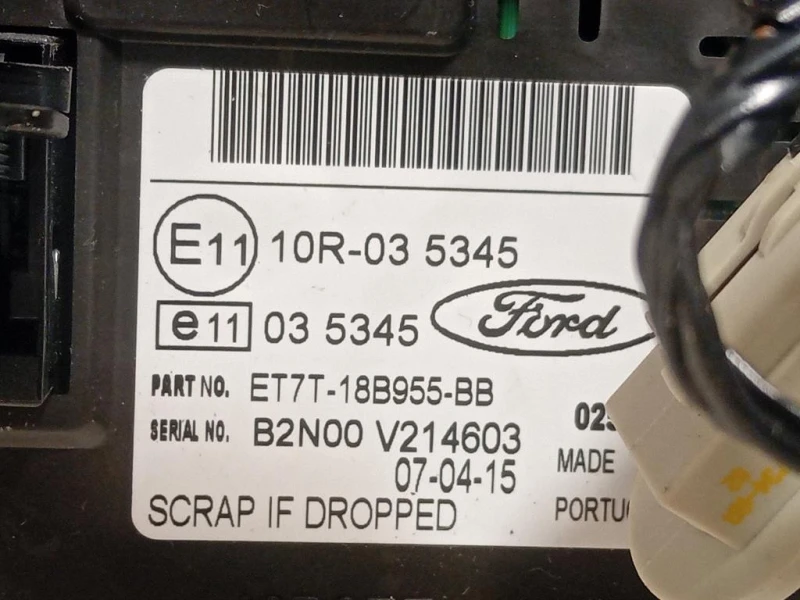 E11 10R-03 5345
e11 03 5345 Ford
PART NO. ET7T-18B955-BB
SERIAL NO. B2N00 V214603
07-04-15
MADE
SCRAP IF DROPPED